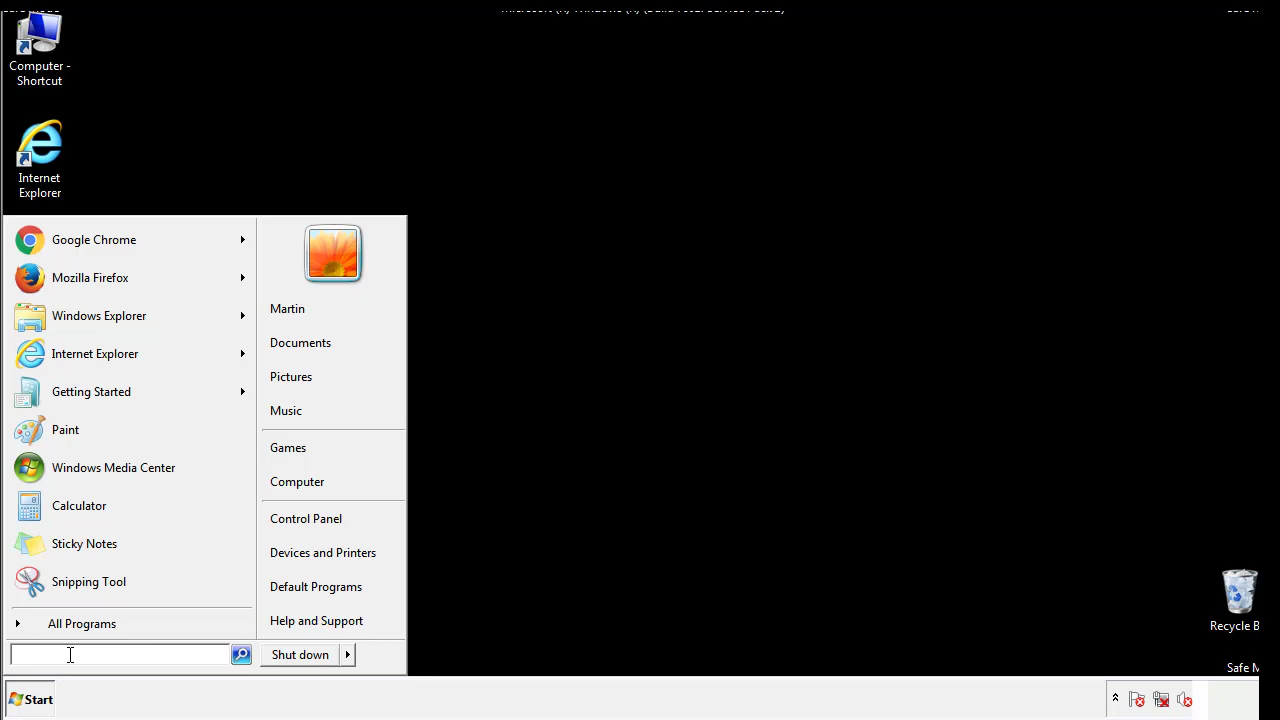 Computer -
Shortcut
Internet
Explorer
Google Chrome
Mozilla Firefox
Windows Explorer
Internet Explorer
Getting Started
Paint
Windows Media Center
Calculator
Sticky Notes
Snipping Tool
All Programs
Martin
Documents
Pictures
Music
Games
Computer
Control Panel
Devices and Printers
Default Programs
Help and Support
Shut down
Recycle B
Safe M
Start